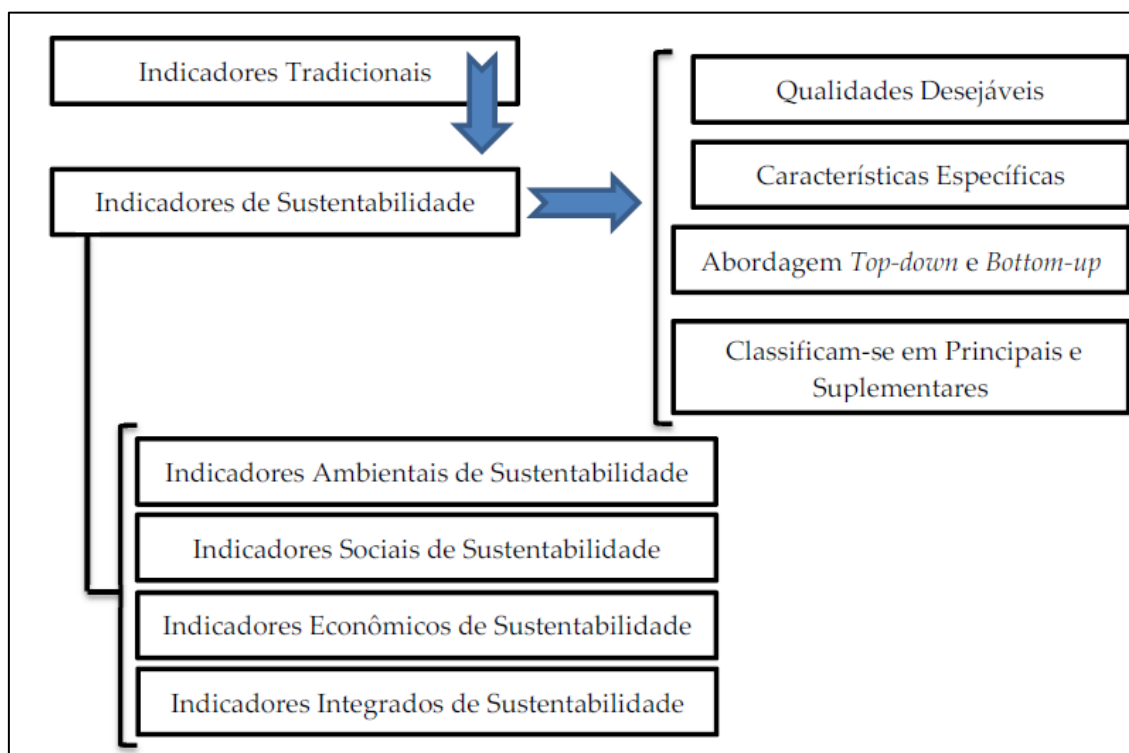 Indicadores Tradicionais
Indicadores de Sustentabilidade
Qualidades Desejáveis
Características Específicas
Abordagem Top-down e Bottom-up
Classificam-se em Principais e
Suplementares
Indicadores Ambientais de Sustentabilidade
Indicadores Sociais de Sustentabilidade
Indicadores Econômicos de Sustentabilidade
Indicadores Integrados de Sustentabilidade